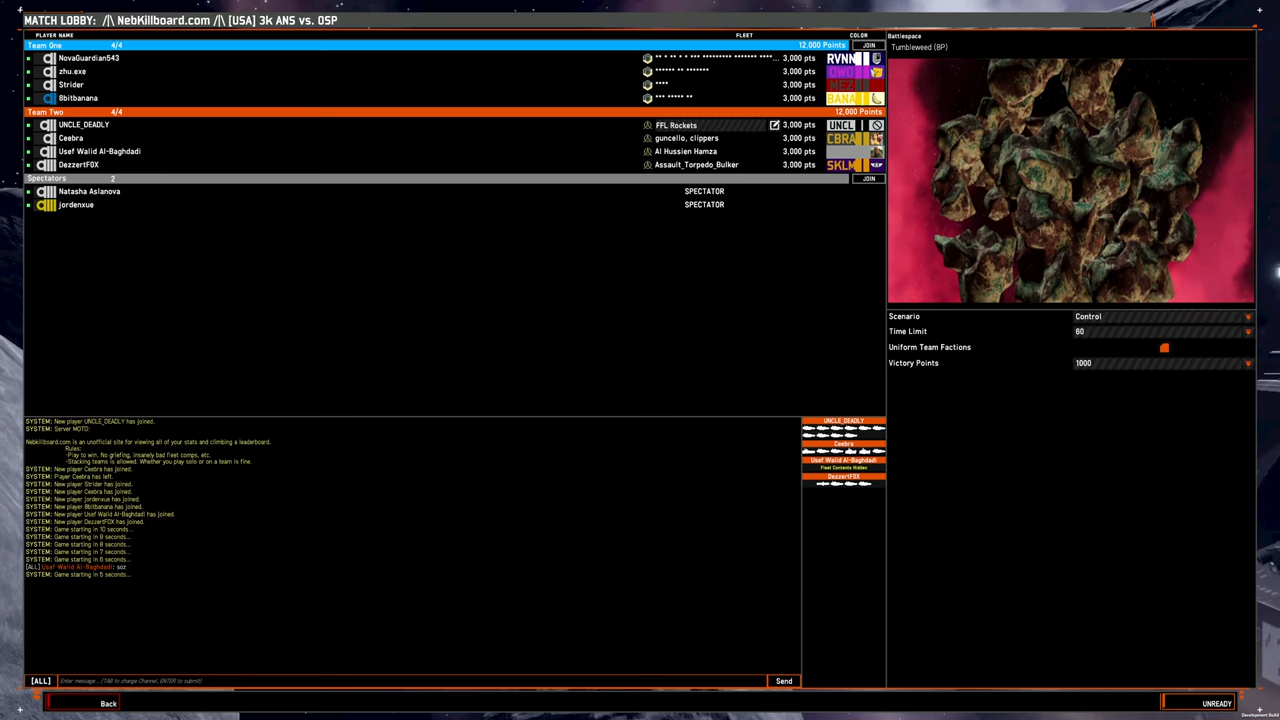 MATCH LOBBY: /|\ NebKillboard.com /|\ [USA] 3k ANS vs. OSP
PLAYER NAME FLEET COLOR
Team One 4/4 12,000 Points JOIN
NovaGuardian543 ** * ** * * *** ********* ******* ****... 3,000 pts RVNN
zhu.exe ****** ** ******* 3,000 pts OWO
Strider **** 3,000 pts MEZ
8bitbanana *** ***** ** 3,000 pts BANA
Team Two 4/4 12,000 Points
UNCLE_DEADLY FFL Rockets 3,000 pts UNCL
Ceebra guncello, clippers 3,000 pts CBRA
Usef Walid Al-Baghdadi Al Hussien Hamza 3,000 pts
DezzertFOX Assault_Torpedo_Bulker 3,000 pts SKLM
Spectators 2 JOIN
Natasha Aslanova SPECTATOR
jordenxue SPECTATOR
Battlespace
Tumbleweed (8P)
Scenario Control
Time Limit 60
Uniform Team Factions
Victory Points 1000
SYSTEM: New player UNCLE_DEADLY has joined.
SYSTEM: Server MOTD:
Nebkillboard.com is an unofficial site for viewing all of your stats and climbing a leaderboard.
Rules:
-Play to win. No griefing, insanely bad fleet comps, etc.
-Stacking teams is allowed. Whether you play solo or on a team is fine.
SYSTEM: New player Ceebra has joined.
SYSTEM: Player Ceebra has left.
SYSTEM: New player Strider has joined.
SYSTEM: New player Ceebra has joined.
SYSTEM: New player jordenxue has joined.
SYSTEM: New player 8bitbanana has joined.
SYSTEM: New player Usef Walid Al-Baghdadi has joined.
SYSTEM: New player DezzertFOX has joined.
SYSTEM: Game starting in 10 seconds...
SYSTEM: Game starting in 9 seconds...
SYSTEM: Game starting in 8 seconds...
SYSTEM: Game starting in 7 seconds...
SYSTEM: Game starting in 6 seconds...
[ALL] Usef Walid Al-Baghdadi: soz
SYSTEM: Game starting in 5 seconds...
UNCLE_DEADLY
Ceebra
Usef Walid Al-Baghdadi
Fleet Contents Hidden
DezzertFOX
[ALL] Enter message...(TAB to change Channel, ENTER to submit) Send
Back
UNREADY
Development Build